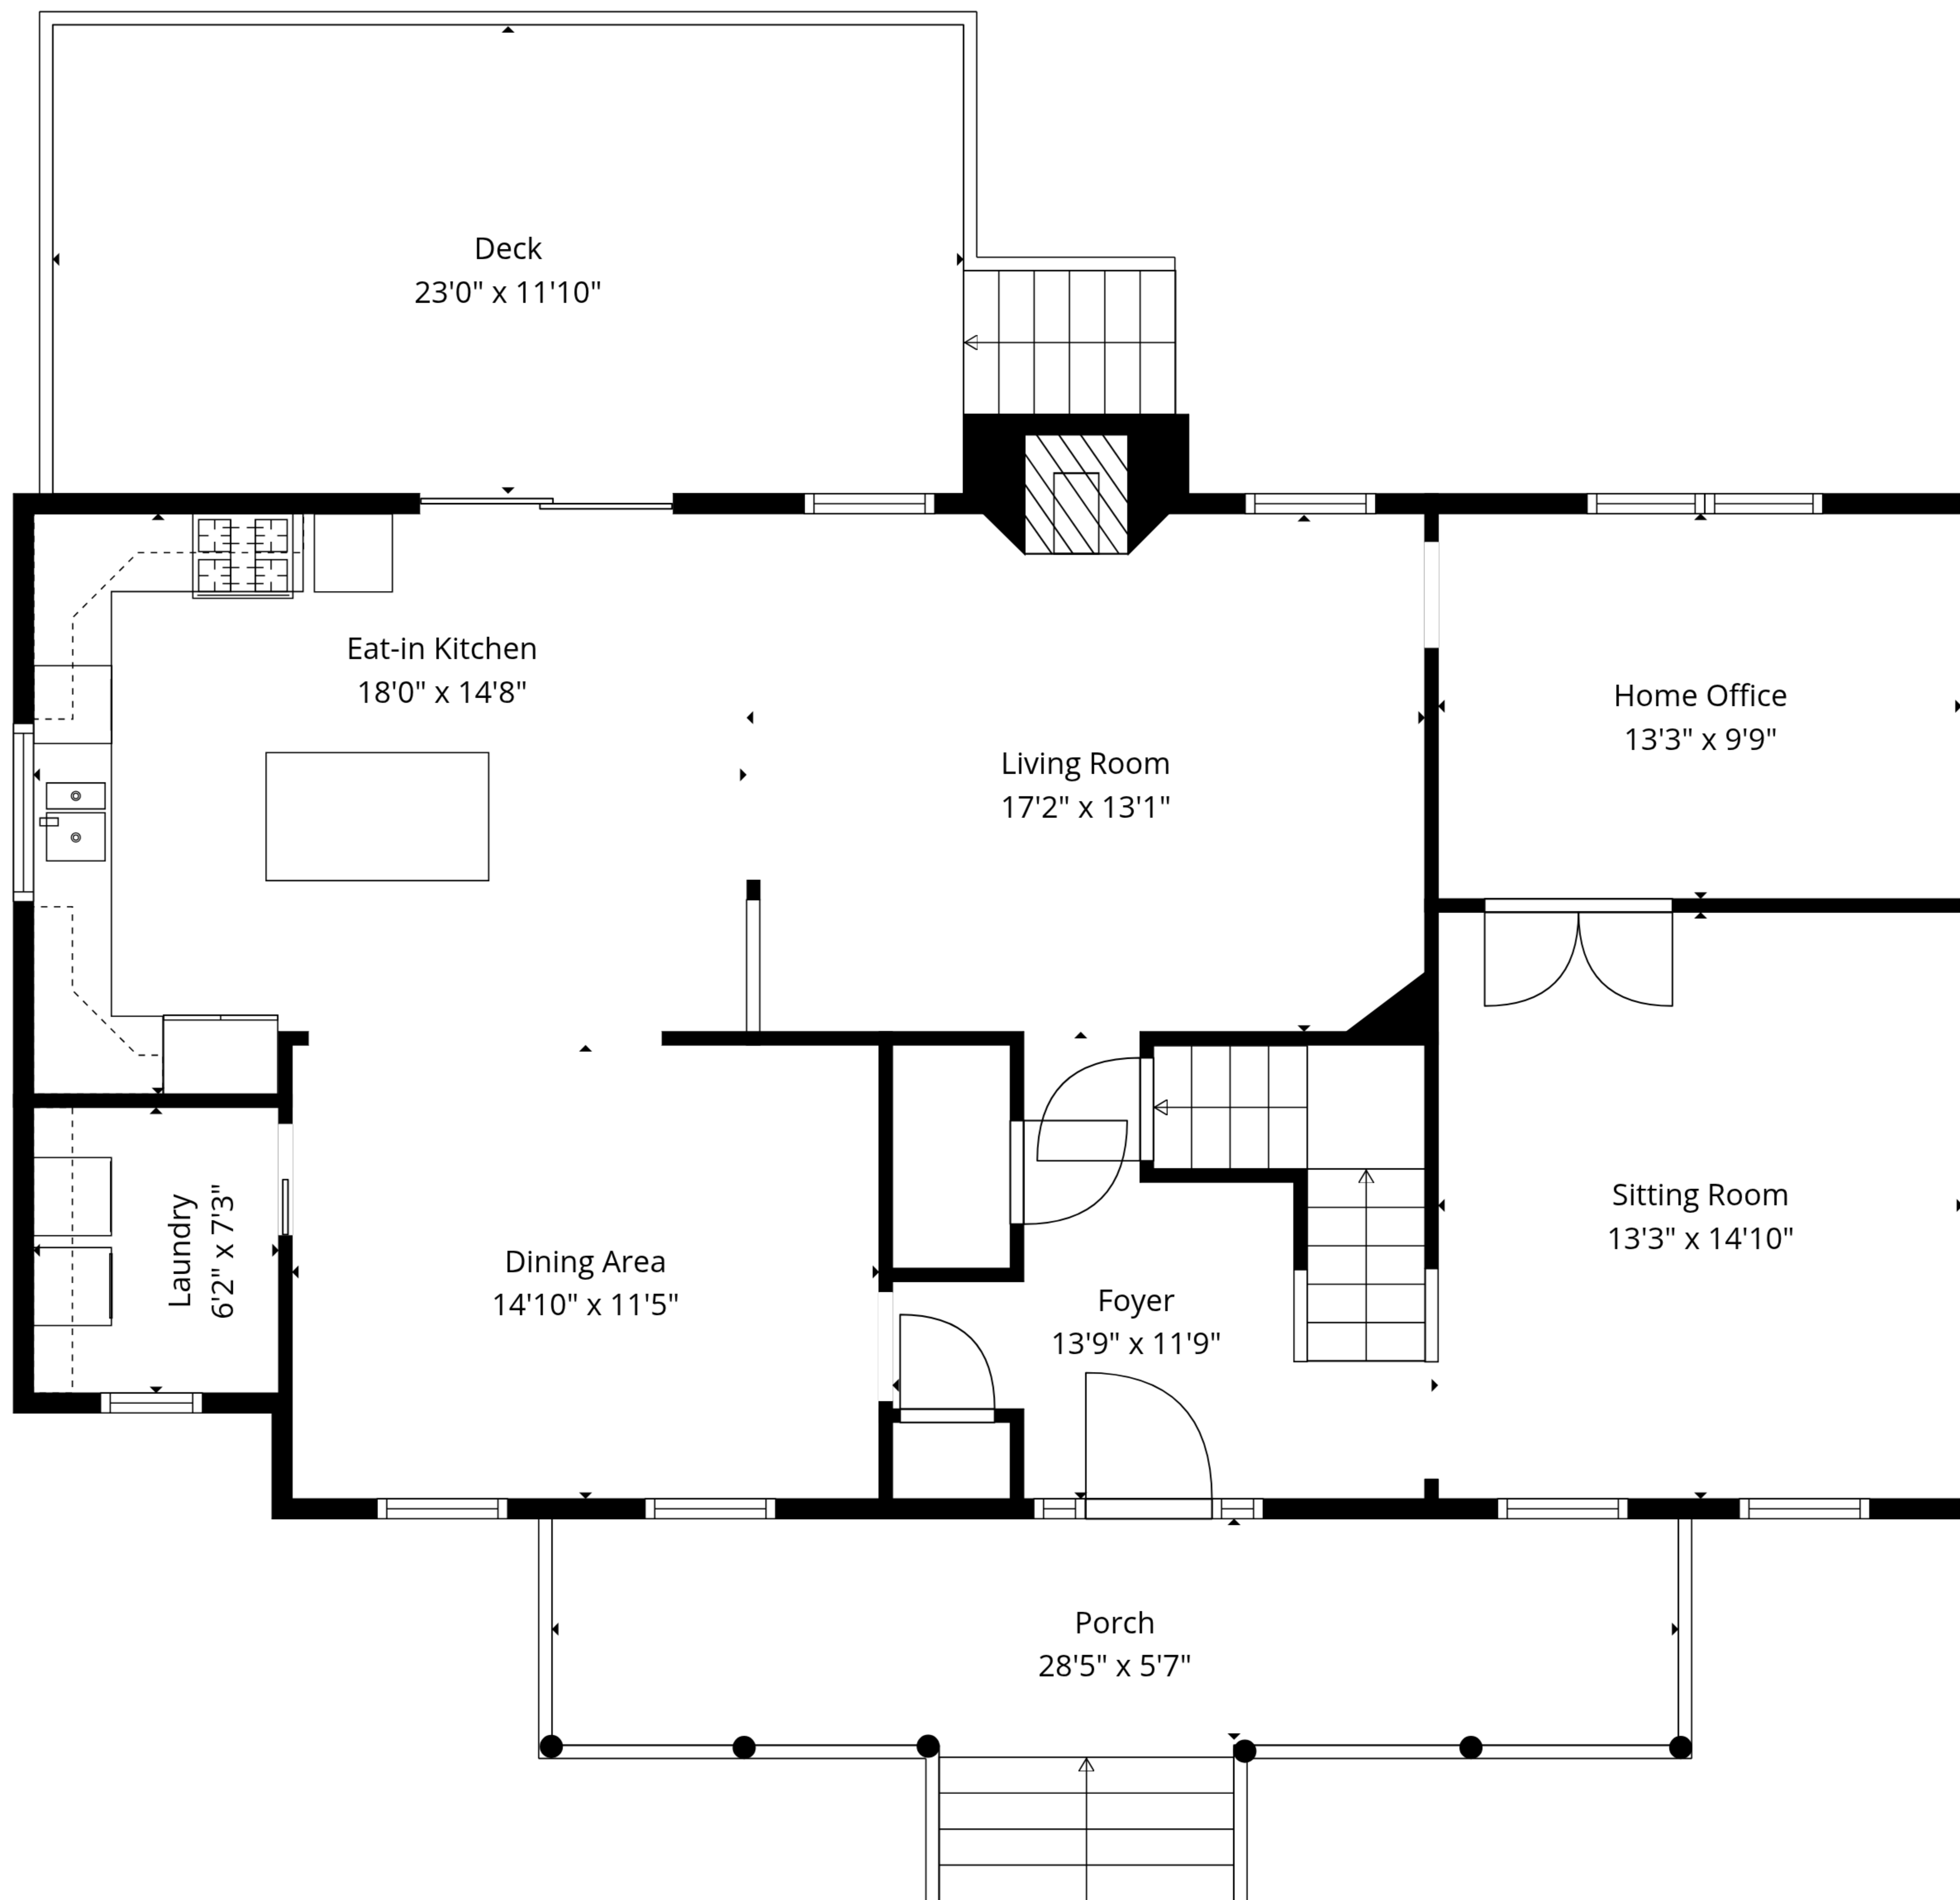 Deck
23'0" x 11'10"
Eat-in Kitchen
18'0" x 14'8"
Living Room
17'2" x 13'1"
Home Office
13'3" x 9'9"
Laundry
6'2" x 7'3"
Dining Area
14'10" x 11'5"
Foyer
13'9" x 11'9"
Sitting Room
13'3" x 14'10"
Porch
28'5" x 5'7"